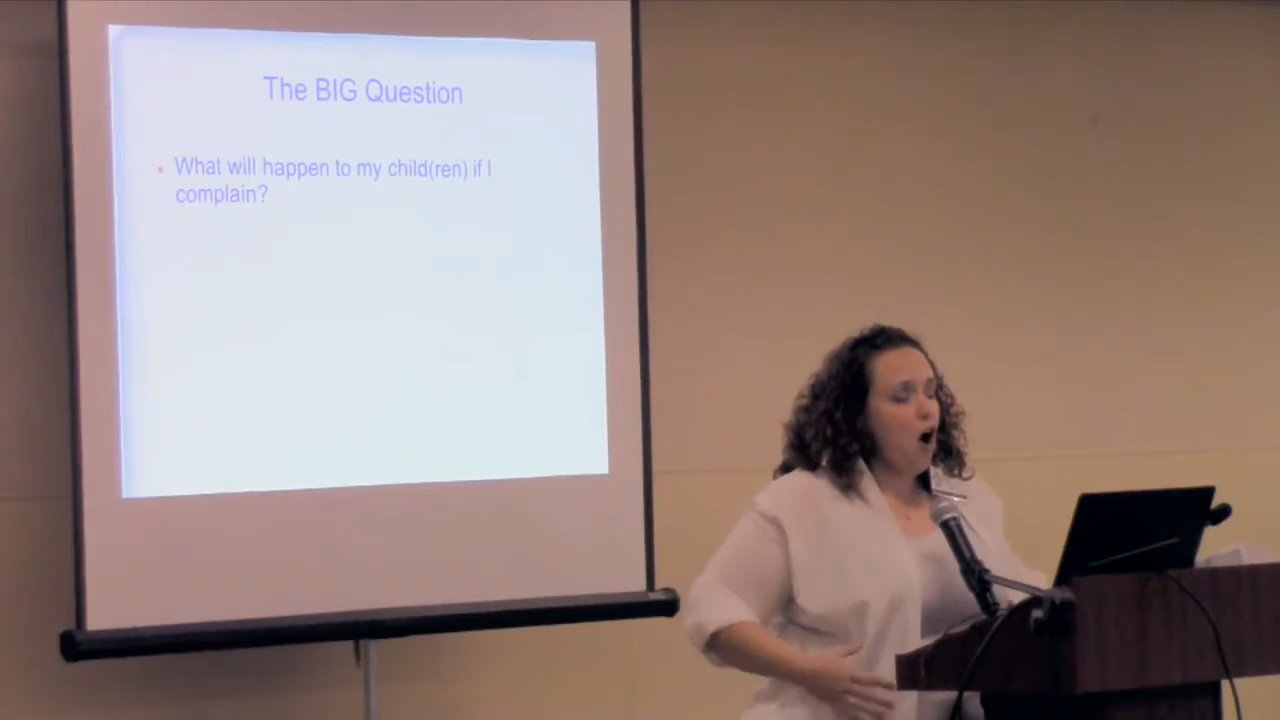 The BIG Question
• What will happen to my child(ren) if I
complain?